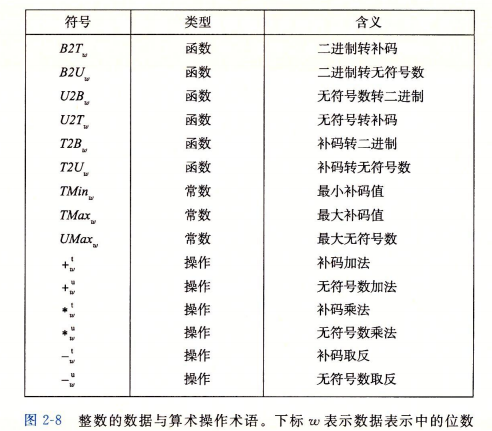 符号 类型 含义
B2T_w 函数 二进制转补码
B2U_w 函数 二进制转无符号数
U2B_w 函数 无符号数转二进制
U2T_w 函数 无符号转补码
T2B_w 函数 补码转二进制
T2U_w 函数 补码转无符号数
TMin_w 常数 最小补码值
TMax_w 常数 最大补码值
UMax_w 常数 最大无符号数
+^t_w 操作 补码加法
+^u_w 操作 无符号数加法
*^t_w 操作 补码乘法
*^u_w 操作 无符号数乘法
-^t_w 操作 补码取反
-^u_w 操作 无符号数取反
图 2-8 整数的数据与算术操作术语。下标 w 表示数据表示中的位数